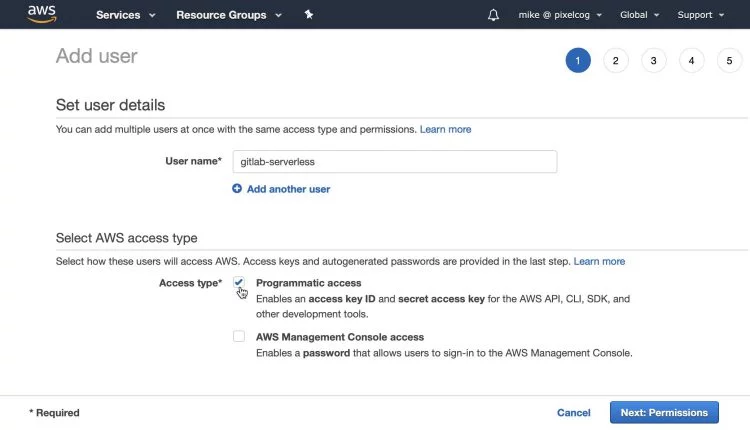 aws Services Resource Groups mike @ pixelcog Global Support
Add user 1 2 3 4 5
Set user details
You can add multiple users at once with the same access type and permissions. Learn more
User name* gitlab-serverless
Add another user
Select AWS access type
Select how these users will access AWS. Access keys and autogenerated passwords are provided in the last step. Learn more
Access type* Programmatic access
Enables an access key ID and secret access key for the AWS API, CLI, SDK, and
other development tools.
AWS Management Console access
Enables a password that allows users to sign-in to the AWS Management Console.
* Required Cancel Next: Permissions